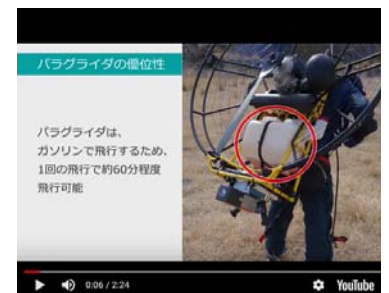 パラグライダの優位性
パラグライダは、
ガソリンで飛行するため、
1回の飛行で約60分程度
飛行可能
0:06 / 2:24
YouTube